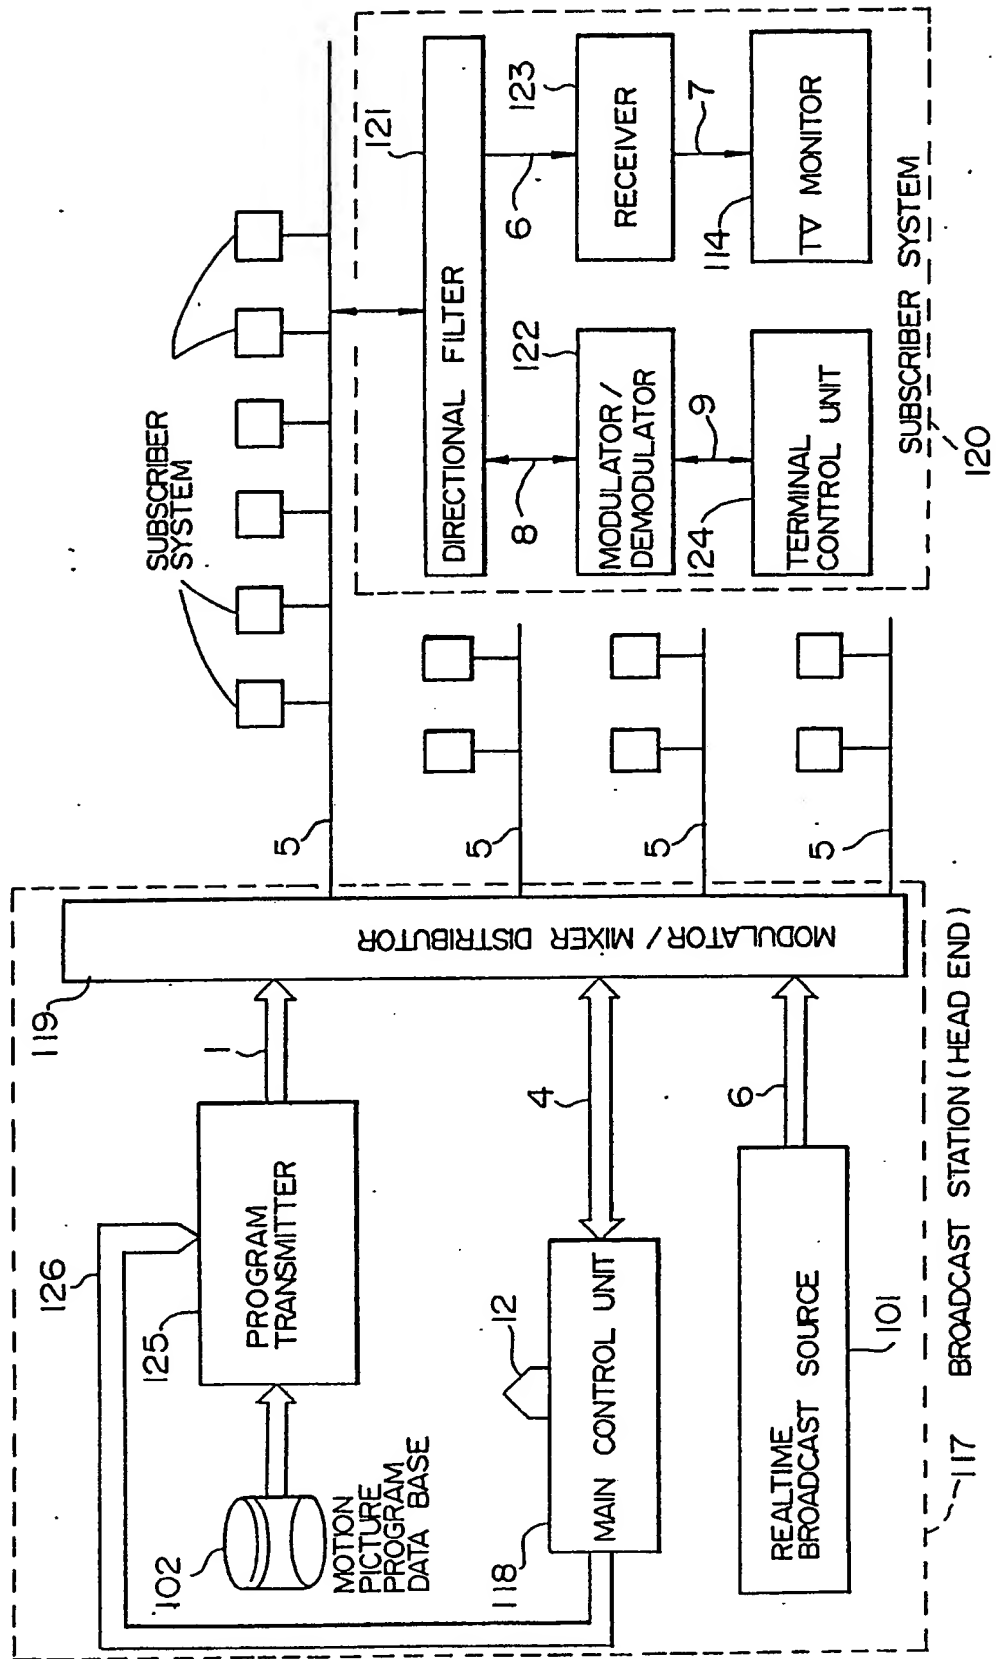 126
119
125
PROGRAM
TRANSMITTER
1
102
MOTION
PICTURE
PROGRAM
DATA BASE
12
118
MAIN CONTROL UNIT
4
REALTIME
BROADCAST SOURCE
101
6
MODULATOR / MIXER DISTRIBUTOR
117
BROADCAST STATION (HEAD END)
5
5
5
5
SUBSCRIBER
SYSTEM
121
DIRECTIONAL FILTER
8
6
122
MODULATOR /
DEMODULATOR
123
RECEIVER
9
7
124
TERMINAL
CONTROL UNIT
114
TV MONITOR
SUBSCRIBER SYSTEM
120